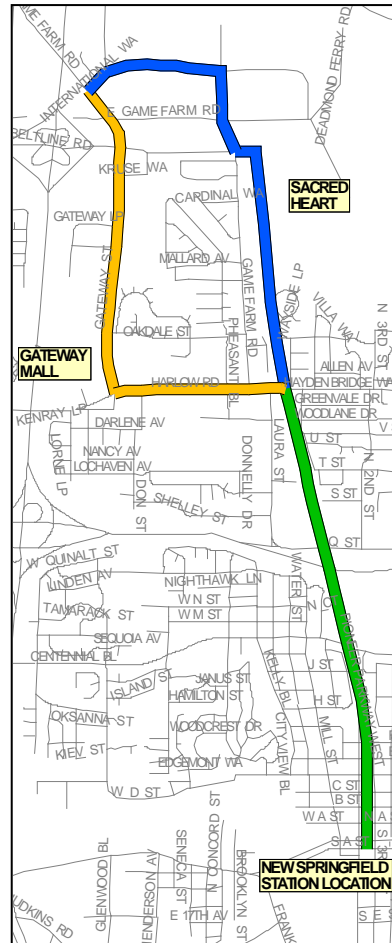 GAME FARM RD
INTERNATIONAL WA
DEADMOND FERRY RD
E GAME FARM RD
BELTLINE RD
KRUSE WA
SACRED
HEART
CARDINAL WA
GATEWAY LP
MALLARD AV
GATEWAY ST
GAME FARM RD
WAYSIDE LP
VILLA WA
N 3RD ST
OAKDALE ST
PHEASANT BL
GATEWAY
MALL
ALLEN AV
HARLOW RD
HAYDEN BRIDGE WA
GREENVALE DR
WOODLANE DR
KENRAY LP
DARLENE AV
LAURA ST
V
U ST
LORNE LP
NANCY AV
LOCHAVEN AV
DON ST
DONNELLY DR
T ST
N 2ND ST
S ST
SHELLEY ST
Q ST
W QUINALT ST
LINDEN AV
NIGHTHAWK LN
WATER ST
W N ST
TAMARACK ST
W M ST
SEQUOIA AV
CENTENNIAL BL
PIONEER PARKWAY WEST
J ST
ISLAND ST
JANUS ST
HAMILTON ST
KELLY BL
H ST
OKSANNA ST
WOODCREST DR
CITY VIEW BL
MILL ST
KIEV ST
EDGEMONT WA
W D ST
C ST
B ST
W A ST
N A S
S A S
S 3R
NEW SPRINGFIELD
STATION LOCATION
GLENWOOD BL
HENDERSON AV
SENECA ST
N CONCORD ST
BROOKLYN ST
E 17TH AV
FRANK
S E S
JUDKINS RD